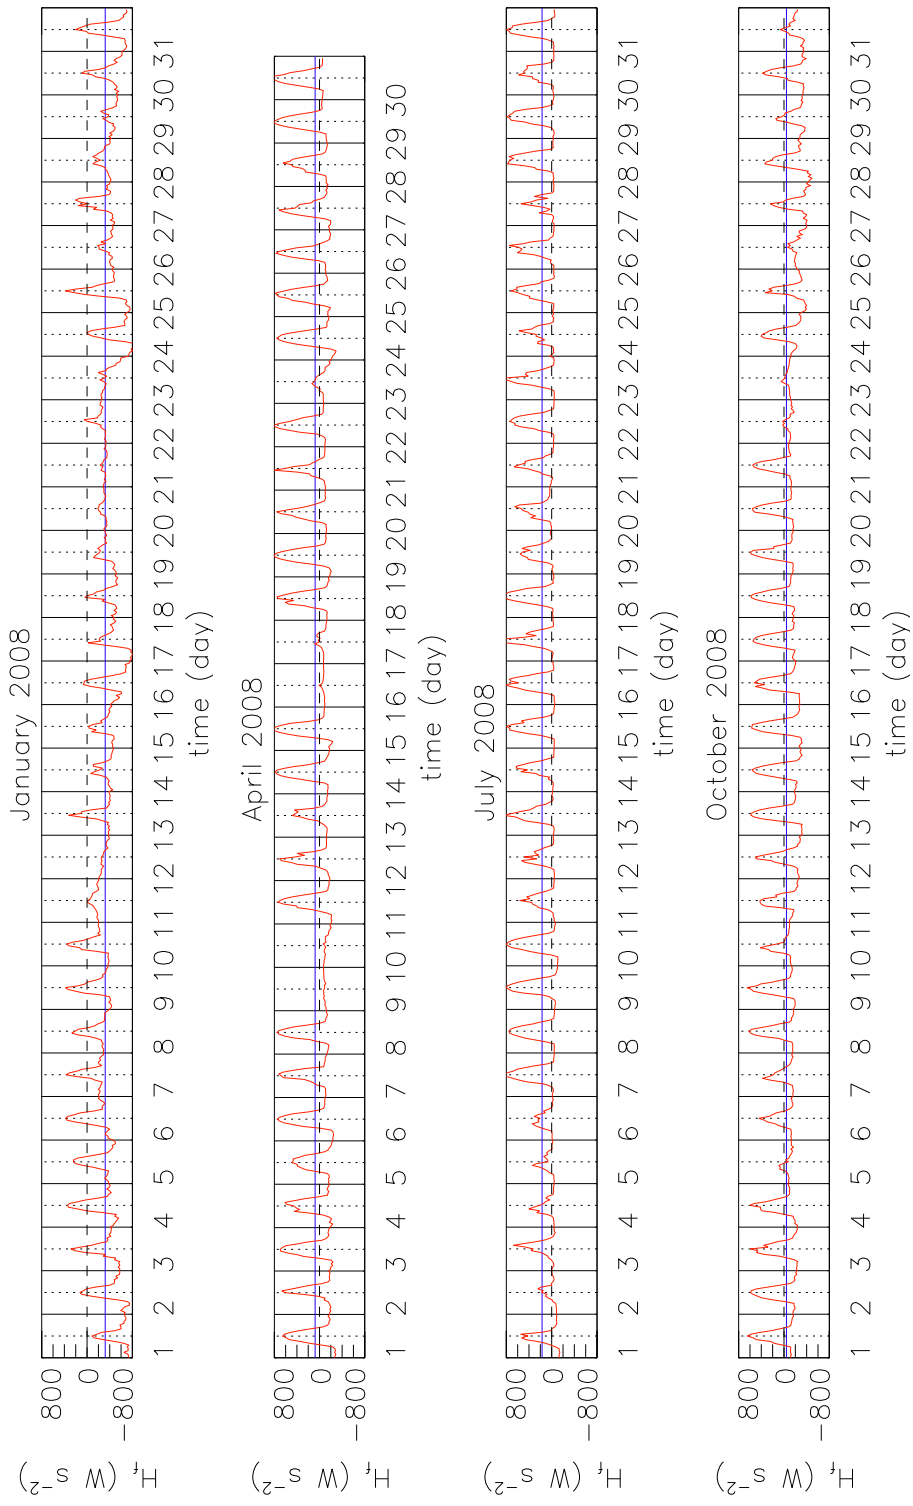 January 2008
800
0
−800
H_f (W s⁻²)
1 2 3 4 5 6 7 8 9 10 11 12 13 14 15 16 17 18 19 20 21 22 23 24 25 26 27 28 29 30 31
time (day)
April 2008
800
0
−800
H_f (W s⁻²)
1 2 3 4 5 6 7 8 9 10 11 12 13 14 15 16 17 18 19 20 21 22 23 24 25 26 27 28 29 30
time (day)
July 2008
800
0
−800
H_f (W s⁻²)
1 2 3 4 5 6 7 8 9 10 11 12 13 14 15 16 17 18 19 20 21 22 23 24 25 26 27 28 29 30 31
time (day)
October 2008
800
0
−800
H_f (W s⁻²)
1 2 3 4 5 6 7 8 9 10 11 12 13 14 15 16 17 18 19 20 21 22 23 24 25 26 27 28 29 30 31
time (day)